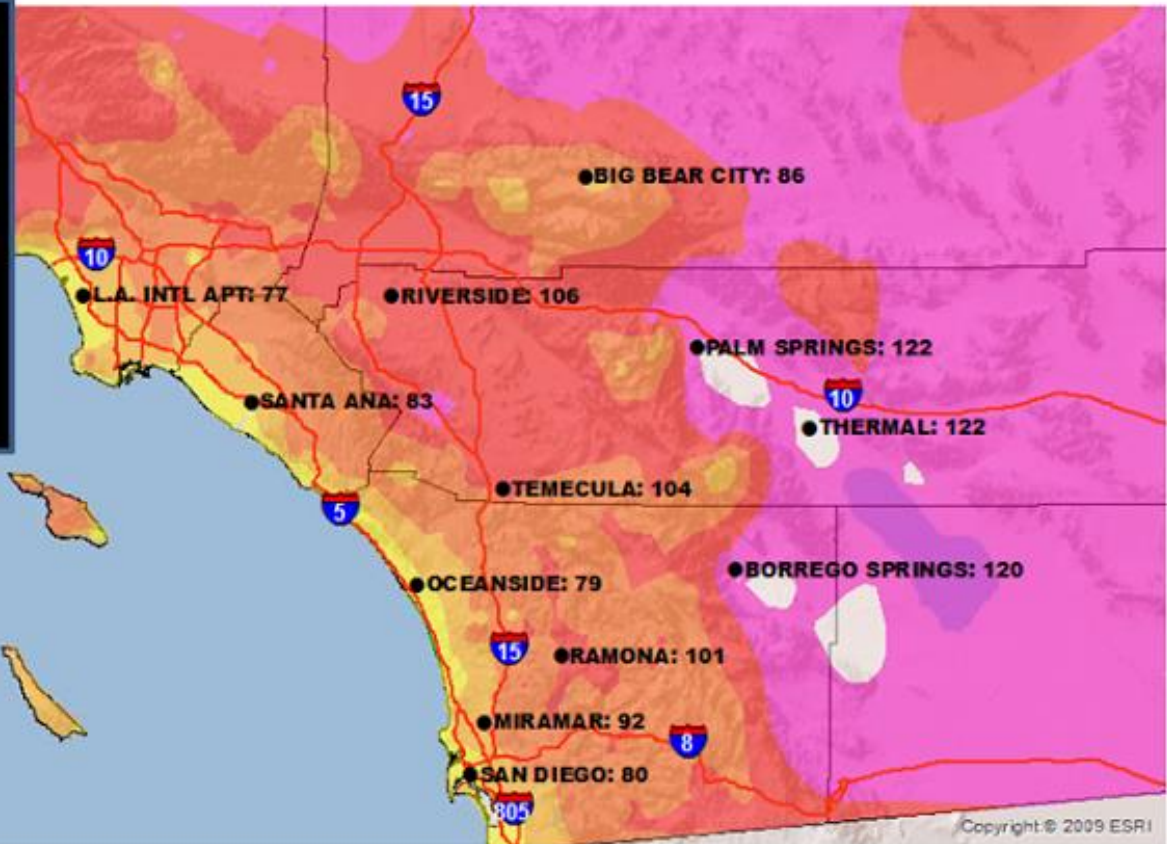 15
BIG BEAR CITY: 86
10
L.A. INTL APT: 77
RIVERSIDE: 106
PALM SPRINGS: 122
10
SANTA ANA: 83
THERMAL: 122
TEMECULA: 104
5
BORREGO SPRINGS: 120
OCEANSIDE: 79
15
RAMONA: 101
MIRAMAR: 92
8
SAN DIEGO: 80
805
Copyright:© 2009 ESRI